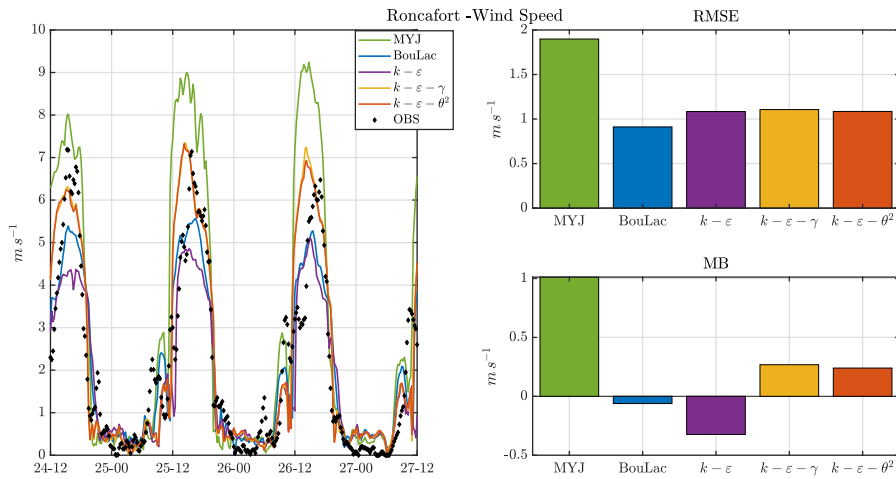 Roncafort -Wind Speed
10
9
8
7
6
5
4
3
2
1
0
m s⁻¹
24-12
25-00
25-12
26-00
26-12
27-00
27-12
MYJ
BouLac
k − ε
k − ε − γ
k − ε − θ²
OBS
RMSE
2
1.5
1
0.5
0
m s⁻¹
MYJ
BouLac
k − ε
k − ε − γ
k − ε − θ²
MB
1
0.5
0
-0.5
m s⁻¹
MYJ
BouLac
k − ε
k − ε − γ
k − ε − θ²